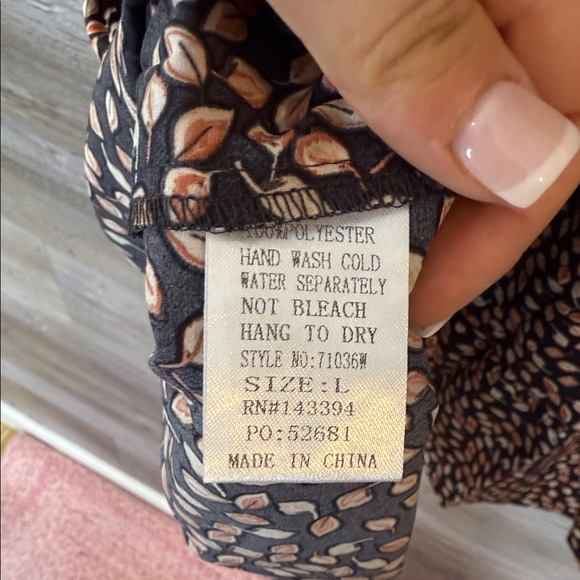 100%POLYESTER
HAND WASH COLD
WATER SEPARATELY
NOT BLEACH
HANG TO DRY
STYLE NO:71036W
SIZE:L
RN#143394
PO:52681
MADE IN CHINA